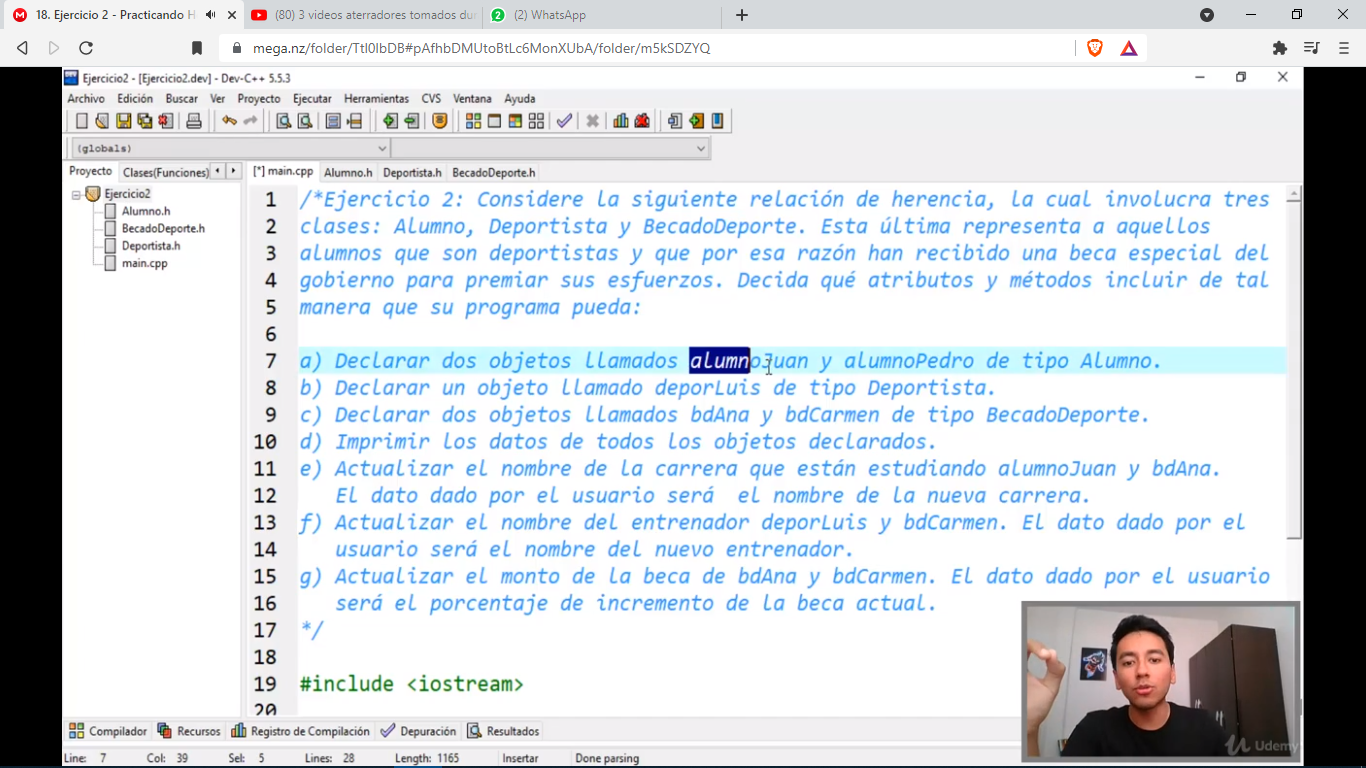 18. Ejercicio 2 - Practicando H
(80) 3 videos aterradores tomados du
(2) WhatsApp
mega.nz/folder/TtI0IbDB#pAfhbDMUtoBtLc6MonXUbA/folder/m5kSDZYQ
Ejercicio2 - [Ejercicio2.dev] - Dev-C++ 5.5.3
Archivo Edición Buscar Ver Proyecto Ejecutar Herramientas CVS Ventana Ayuda
(globals)
Proyecto Clases(Funciones) [*] main.cpp Alumno.h Deportista.h BecadoDeporte.h
Ejercicio2
Alumno.h
BecadoDeporte.h
Deportista.h
main.cpp
1 /*Ejercicio 2: Considere la siguiente relación de herencia, la cual involucra tres
2 clases: Alumno, Deportista y BecadoDeporte. Esta última representa a aquellos
3 alumnos que son deportistas y que por esa razón han recibido una beca especial del
4 gobierno para premiar sus esfuerzos. Decida qué atributos y métodos incluir de tal
5 manera que su programa pueda:
6
7 a) Declarar dos objetos llamados alumnoJuan y alumnoPedro de tipo Alumno.
8 b) Declarar un objeto llamado deporLuis de tipo Deportista.
9 c) Declarar dos objetos llamados bdAna y bdCarmen de tipo BecadoDeporte.
10 d) Imprimir los datos de todos los objetos declarados.
11 e) Actualizar el nombre de la carrera que están estudiando alumnoJuan y bdAna.
12 El dato dado por el usuario será  el nombre de la nueva carrera.
13 f) Actualizar el nombre del entrenador deporLuis y bdCarmen. El dato dado por el
14 usuario será el nombre del nuevo entrenador.
15 g) Actualizar el monto de la beca de bdAna y bdCarmen. El dato dado por el usuario
16 será el porcentaje de incremento de la beca actual.
17 */
18
19 #include <iostream>
20
Compilador Recursos Registro de Compilación Depuración Resultados
Line: 7 Col: 39 Sel: 5 Lines: 28 Length: 1165 Insertar Done parsing
Udemy